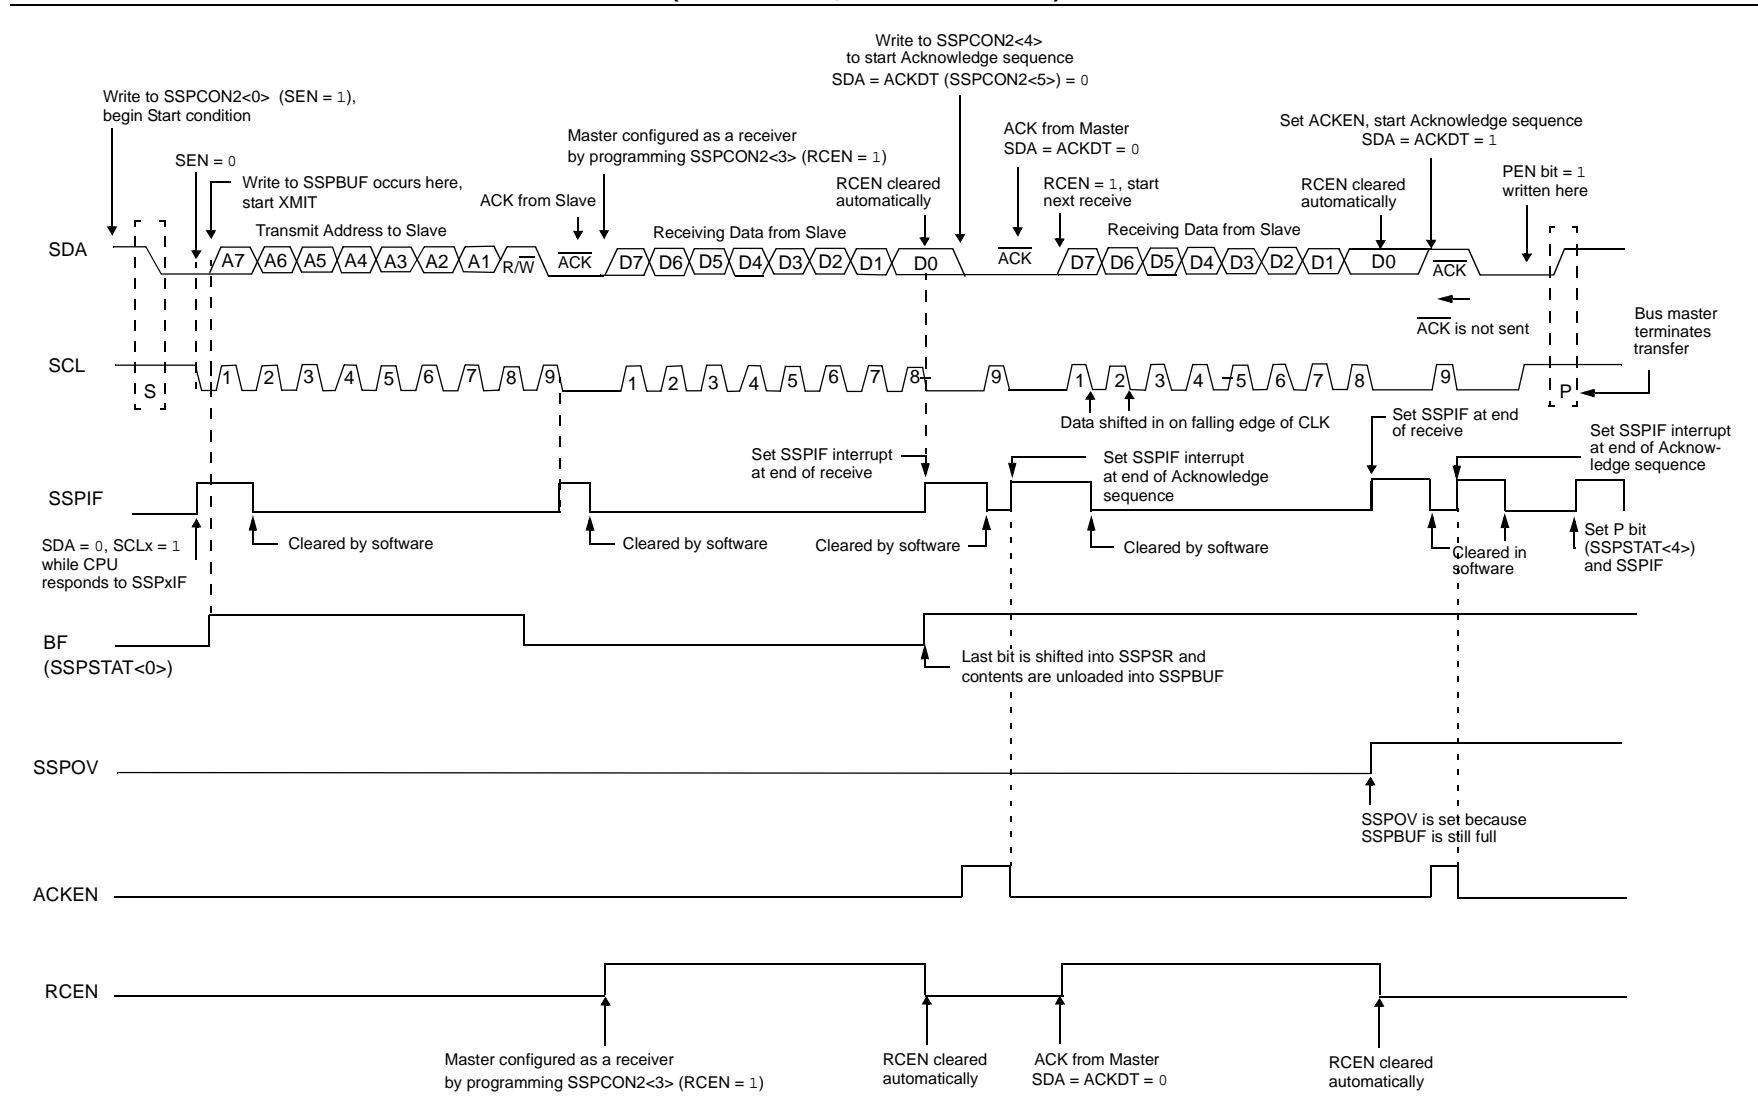 Write to SSPCON2<4>
to start Acknowledge sequence
SDA = ACKDT (SSPCON2<5>) = 0
Write to SSPCON2<0> (SEN = 1),
begin Start condition
Master configured as a receiver
by programming SSPCON2<3> (RCEN = 1)
ACK from Master
SDA = ACKDT = 0
Set ACKEN, start Acknowledge sequence
SDA = ACKDT = 1
SEN = 0
Write to SSPBUF occurs here,
start XMIT
ACK from Slave
RCEN cleared
automatically
RCEN = 1, start
next receive
RCEN cleared
automatically
PEN bit = 1
written here
Transmit Address to Slave
Receiving Data from Slave
Receiving Data from Slave
SDA
A7 A6 A5 A4 A3 A2 A1 R/W ACK D7 D6 D5 D4 D3 D2 D1 D0 ACK D7 D6 D5 D4 D3 D2 D1 D0 ACK
ACK is not sent
Bus master
terminates
transfer
SCL
S 1 2 3 4 5 6 7 8 9 1 2 3 4 5 6 7 8 9 1 2 3 4 5 6 7 8 9 P
Data shifted in on falling edge of CLK
Set SSPIF at end
of receive
Set SSPIF interrupt
at end of receive
Set SSPIF interrupt
at end of Acknowledge
sequence
Set SSPIF interrupt
at end of Acknow-
ledge sequence
SSPIF
SDA = 0, SCLx = 1
while CPU
responds to SSPxIF
Cleared by software
Cleared by software
Cleared by software
Cleared by software
Cleared in
software
Set P bit
(SSPSTAT<4>)
and SSPIF
BF
(SSPSTAT<0>)
Last bit is shifted into SSPSR and
contents are unloaded into SSPBUF
SSPOV
SSPOV is set because
SSPBUF is still full
ACKEN
RCEN
Master configured as a receiver
by programming SSPCON2<3> (RCEN = 1)
RCEN cleared
automatically
ACK from Master
SDA = ACKDT = 0
RCEN cleared
automatically